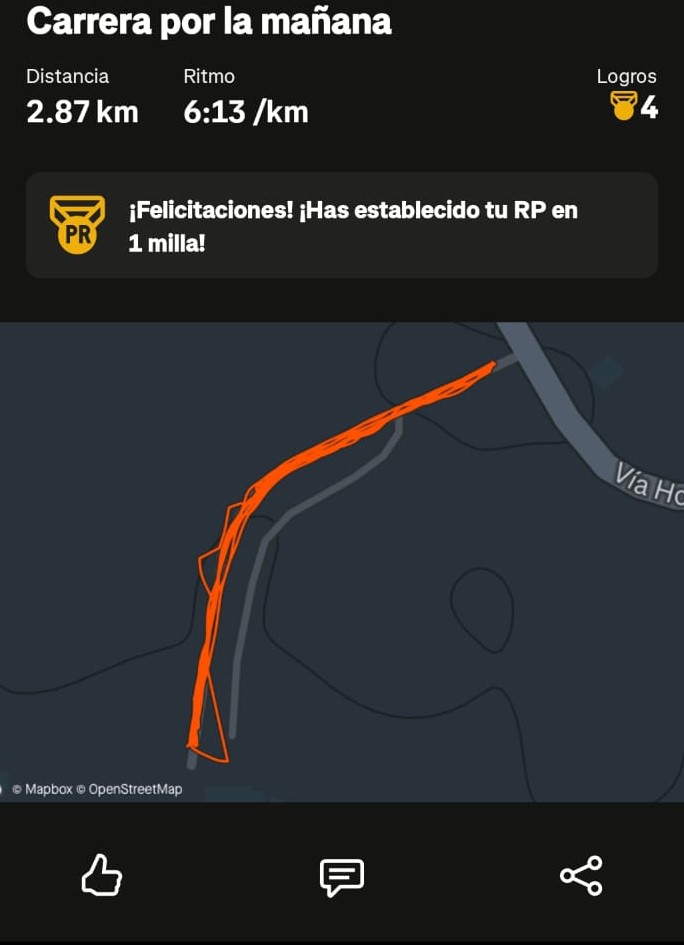 Carrera por la mañana
Distancia
Ritmo
Logros
2.87 km
6:13 /km
4
¡Felicitaciones! ¡Has establecido tu RP en
1 milla!
PR
Vía Ho
© Mapbox © OpenStreetMap